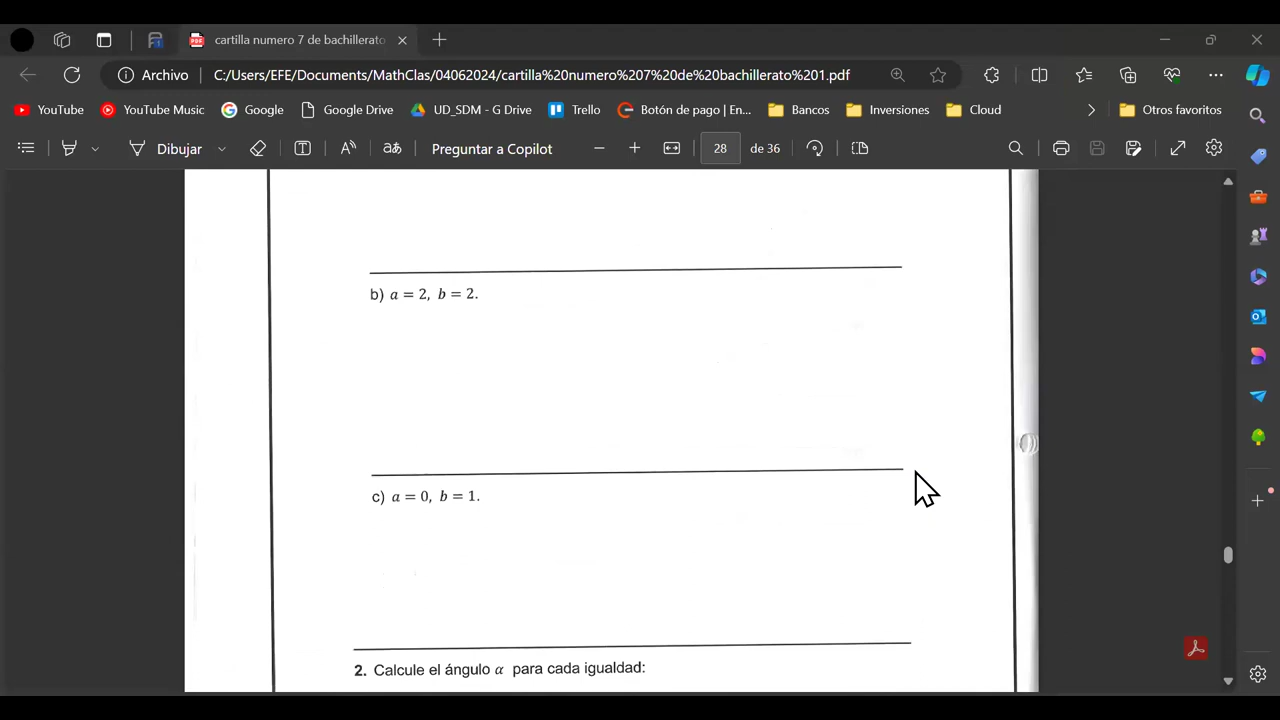 cartilla numero 7 de bachillerato
Archivo C:/Users/EFE/Documents/MathClas/04062024/cartilla%20numero%207%20de%20bachillerato%201.pdf
YouTube YouTube Music Google Google Drive UD_SDM - G Drive Trello Botón de pago | En... Bancos Inversiones Cloud Otros favoritos
Dibujar aあ Preguntar a Copilot 28 de 36
b) a = 2, b = 2.
c) a = 0, b = 1.
2. Calcule el ángulo α para cada igualdad: